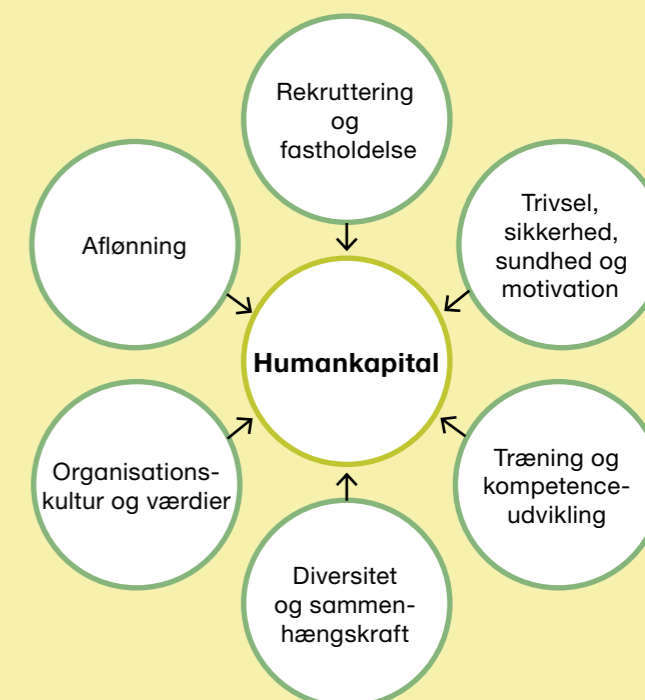 Rekruttering
og
fastholdelse
Trivsel,
sikkerhed,
sundhed og
motivation
Aflønning
Humankapital
Træning og
kompetence-
udvikling
Organisations-
kultur og værdier
Diversitet
og sammen-
hængskraft